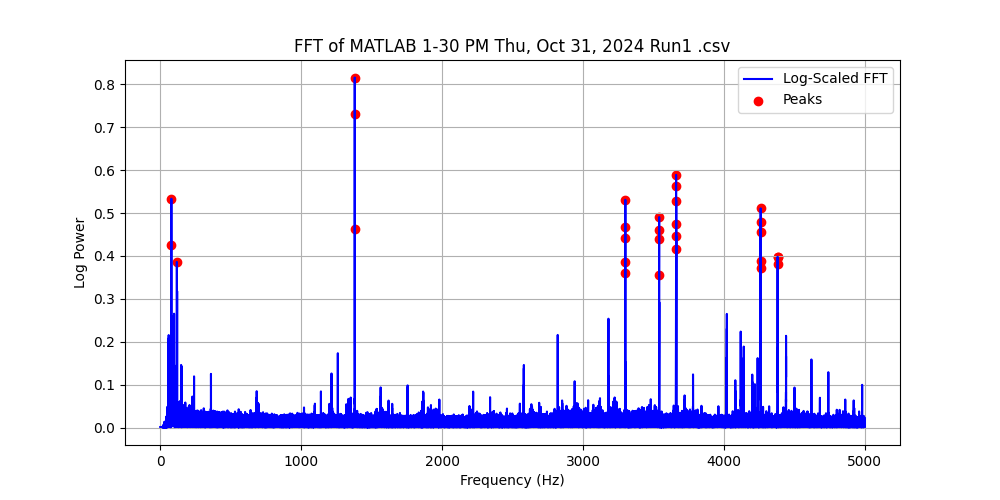 FFT of MATLAB 1-30 PM Thu, Oct 31, 2024 Run1 .csv
Log-Scaled FFT
Peaks
0.8
0.7
0.6
0.5
0.4
0.3
0.2
0.1
0.0
Log Power
0 1000 2000 3000 4000 5000
Frequency (Hz)